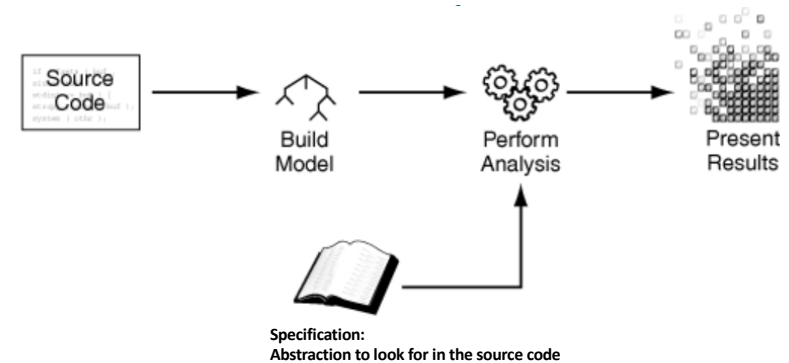 Source
Code
Build
Model
Perform
Analysis
Present
Results
Specification:
Abstraction to look for in the source code